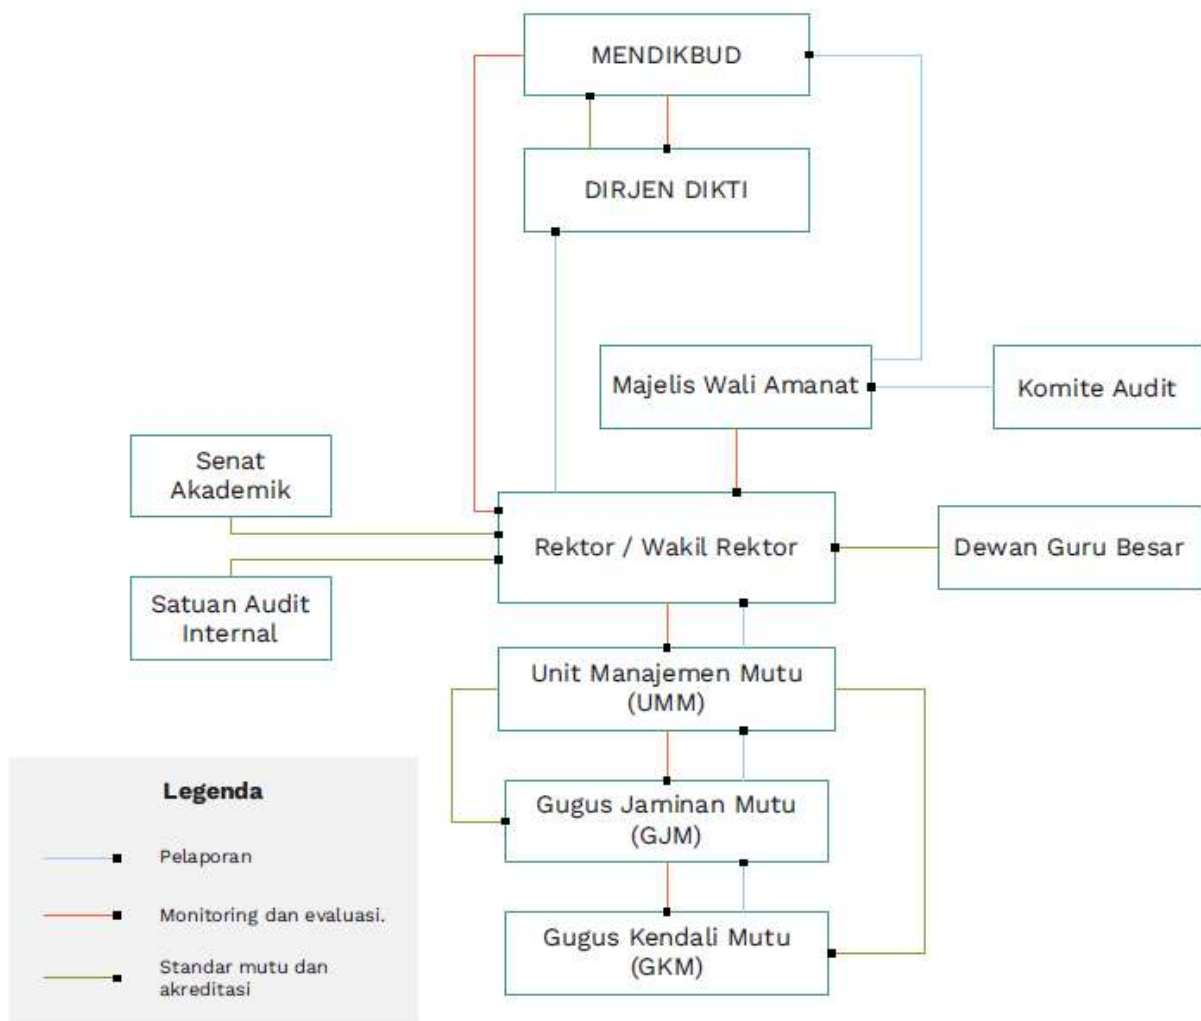 MENDIKBUD
DIRJEN DIKTI
Majelis Wali Amanat
Komite Audit
Senat
Akademik
Rektor / Wakil Rektor
Dewan Guru Besar
Satuan Audit
Internal
Unit Manajemen Mutu
(UMM)
Gugus Jaminan Mutu
(GJM)
Gugus Kendali Mutu
(GKM)
Legenda
Pelaporan
Monitoring dan evaluasi.
Standar mutu dan
akreditasi